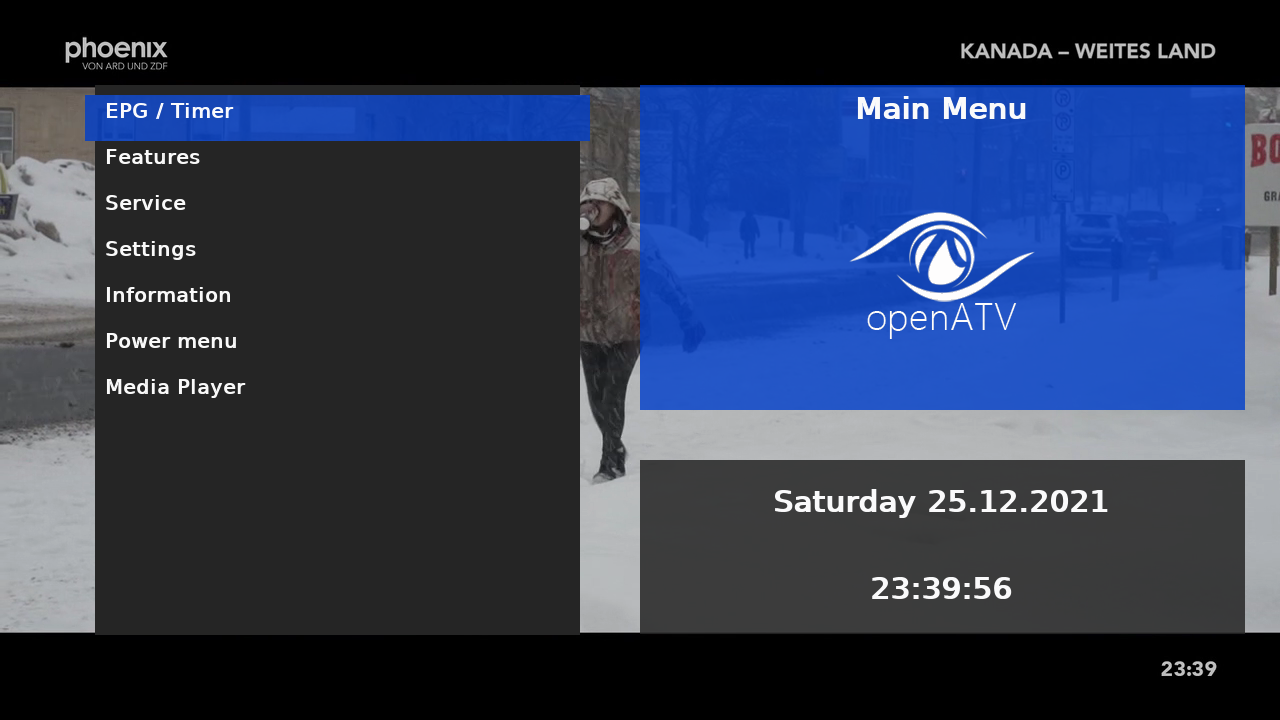 phoenix
VON ARD UND ZDF
KANADA – WEITES LAND
EPG / Timer
Features
Service
Settings
Information
Power menu
Media Player
Main Menu
openATV
Saturday 25.12.2021
23:39:56
23:39